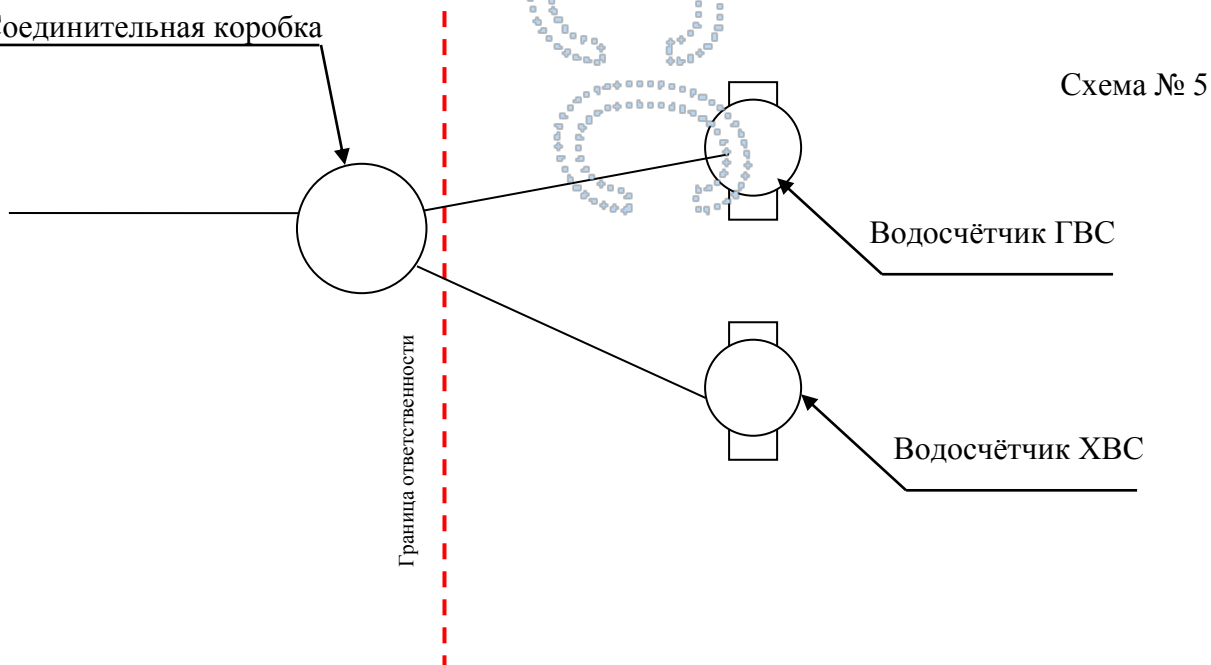 оединительная коробка
Схема № 5
Водосчётчик ГВС
Граница ответственности
Водосчётчик ХВС